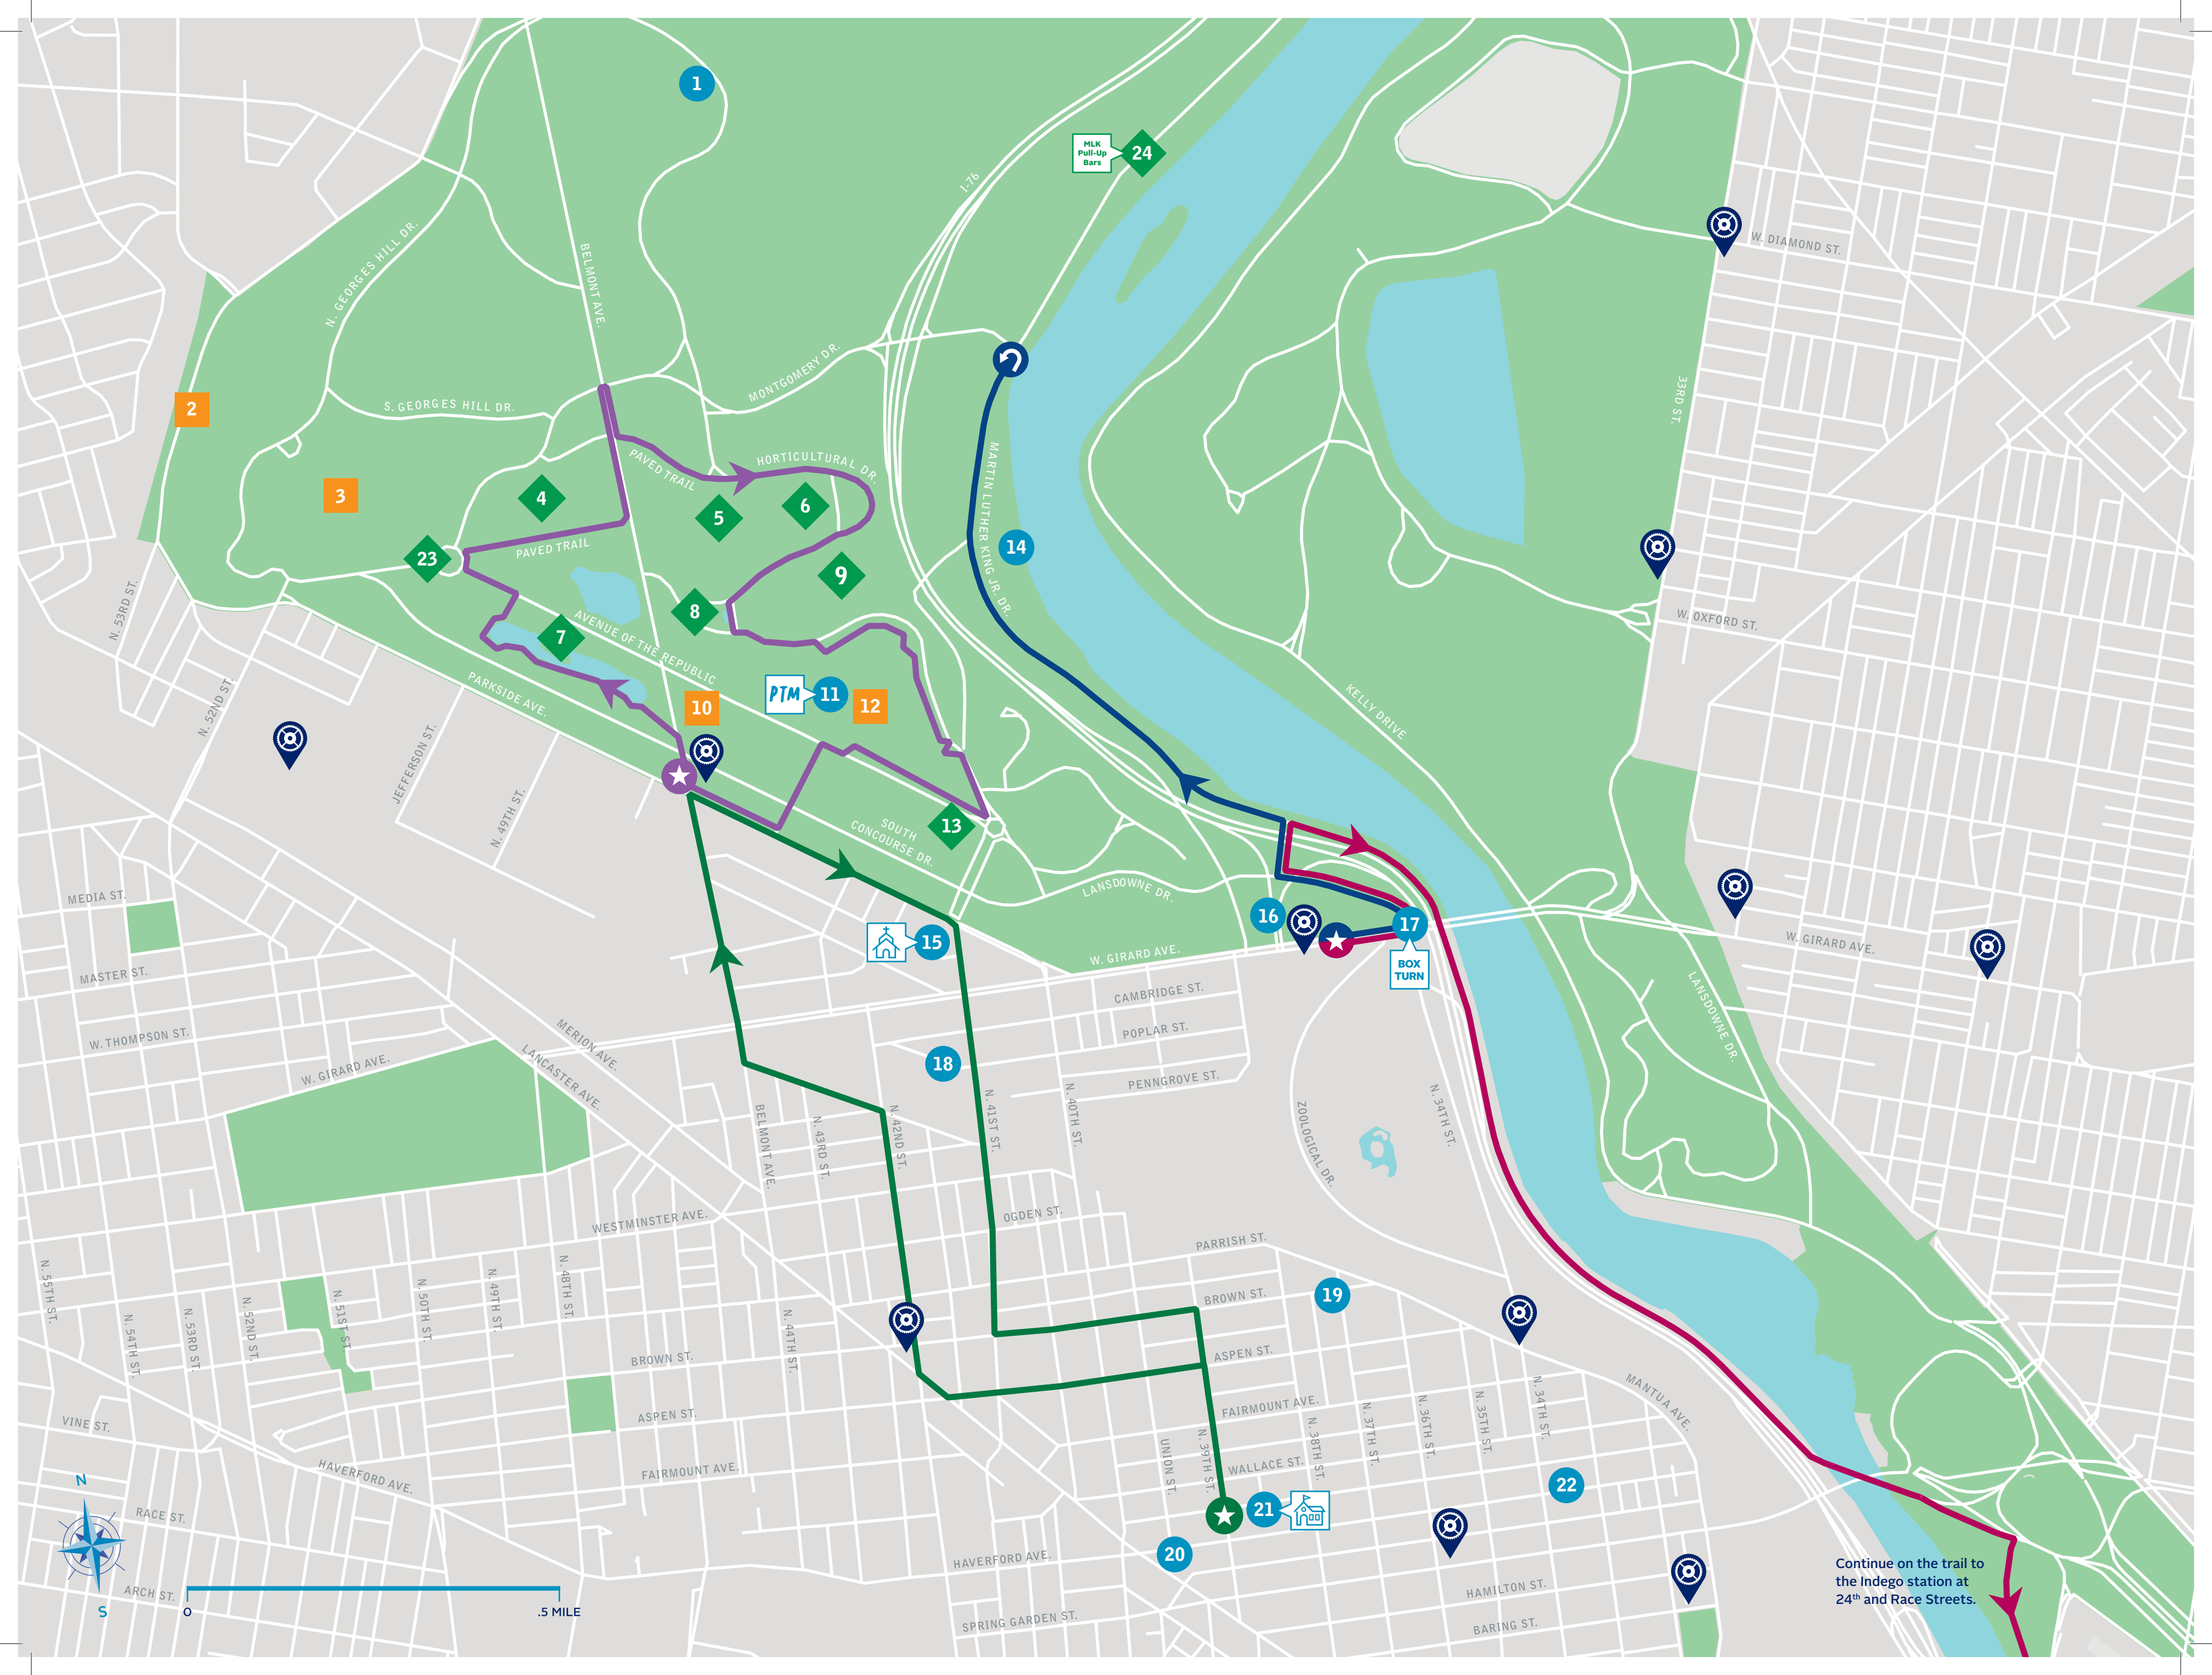 1
MLK
Pull-Up
Bars
24
I-76
W. DIAMOND ST.
N. GEORGES HILL DR.
BELMONT AVE.
MONTGOMERY DR.
33RD ST.
2
S. GEORGES HILL DR.
HORTICULTURAL DR.
PAVED TRAIL
MARTIN LUTHER KING JR. DR.
3
4
5
6
14
PAVED TRAIL
23
9
N. 53RD ST.
8
7
AVENUE OF THE REPUBLIC
W. OXFORD ST.
PARKSIDE AVE.
N. 52ND ST.
PTM
11
10
12
KELLY DRIVE
JEFFERSON ST.
N. 49TH ST.
13
SOUTH
CONCOURSE DR.
LANSDOWNE DR.
MEDIA ST.
16
17
15
W. GIRARD AVE.
W. GIRARD AVE.
BOX
TURN
MASTER ST.
CAMBRIDGE ST.
LANSDOWNE DR.
W. THOMPSON ST.
MERION AVE.
POPLAR ST.
W. GIRARD AVE.
LANCASTER AVE.
18
PENNGROVE ST.
BELMONT AVE.
N. 43RD ST.
N. 42ND ST.
N. 41ST ST.
N. 40TH ST.
ZOOLOGICAL DR.
N. 34TH ST.
WESTMINSTER AVE.
OGDEN ST.
PARRISH ST.
N. 55TH ST.
N. 54TH ST.
N. 53RD ST.
N. 52ND ST.
N. 51ST ST.
N. 50TH ST.
N. 49TH ST.
N. 48TH ST.
N. 44TH ST.
BROWN ST.
19
BROWN ST.
ASPEN ST.
ASPEN ST.
FAIRMOUNT AVE.
MANTUA AVE.
VINE ST.
HAVERFORD AVE.
FAIRMOUNT AVE.
UNION ST.
N. 39TH ST.
WALLACE ST.
N. 38TH ST.
N. 37TH ST.
N. 36TH ST.
N. 35TH ST.
N. 34TH ST.
22
N
RACE ST.
21
20
HAVERFORD AVE.
Continue on the trail to
the Indego station at
24th and Race Streets.
ARCH ST.
HAMILTON ST.
S
0
.5 MILE
SPRING GARDEN ST.
BARING ST.